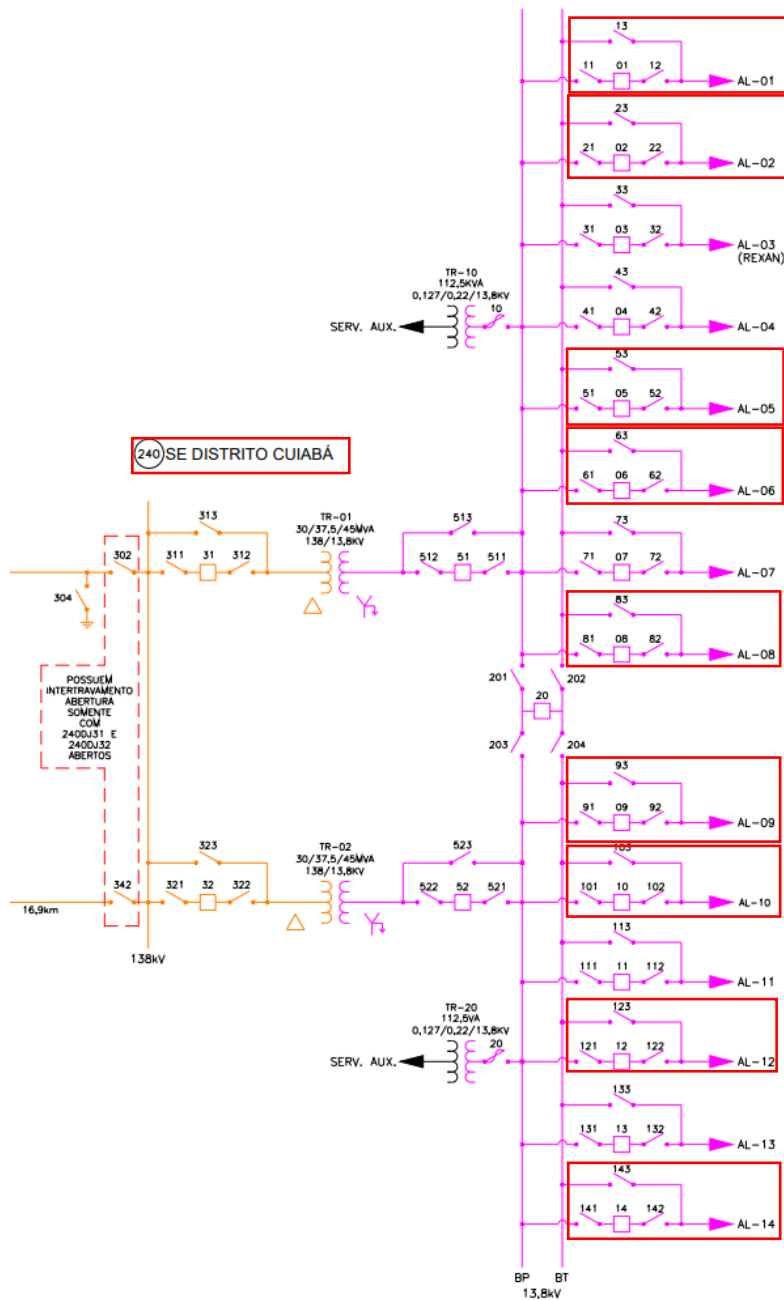 13
11 01 12
AL-01
23
21 02 22
AL-02
33
31 03 32
AL-03
(REXAN)
TR-10
112,5KVA
0,127/0,22/13,8KV
10
SERV. AUX.
43
41 04 42
AL-04
53
51 05 52
AL-05
240 SE DISTRITO CUIABÁ
63
61 06 62
AL-06
302
304
313
311 31 312
TR-01
30/37,5/45MVA
138/13,8KV
513
512 51 511
73
71 07 72
AL-07
83
81 08 82
AL-08
POSSUEM
INTERTRAVAMENTO
ABERTURA
SOMENTE
COM
240DJ31 E
240DJ32
ABERTOS
201 202
20
203 204
93
91 09 92
AL-09
16,9km
342
323
321 32 322
TR-02
30/37,5/45MVA
138/13,8KV
523
522 52 521
103
101 10 102
AL-10
138kV
113
111 11 112
AL-11
TR-20
112,5VA
0,127/0,22/13,8KV
20
SERV. AUX.
123
121 12 122
AL-12
133
131 13 132
AL-13
143
141 14 142
AL-14
BP BT
13,8kV